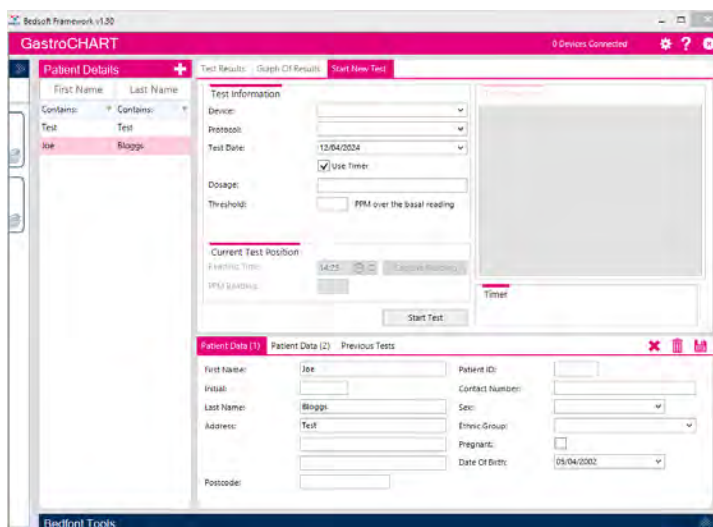 Bedsoft Framework v1.50
GastroCHART
0 Devices Connected
Patient Details
First Name Last Name
Contains: Contains:
Test Test
Joe Bloggs
Test Results Graph Of Results Start New Test
Test Information
Device:
Protocol:
Test Date: 12/04/2024
Use Timer
Dosage:
Threshold: PPM over the basal reading
Current Test Position
Reading Time: 14:25
PPM Reading:
Start Test
Timer
Patient Data (1) Patient Data (2) Previous Tests
First Name: Joe
Initial:
Last Name: Bloggs
Address: Test
Postcode:
Patient ID:
Contact Number:
Sex:
Ethnic Group:
Pregnant:
Date Of Birth: 09/04/2002
Bedfont Tools